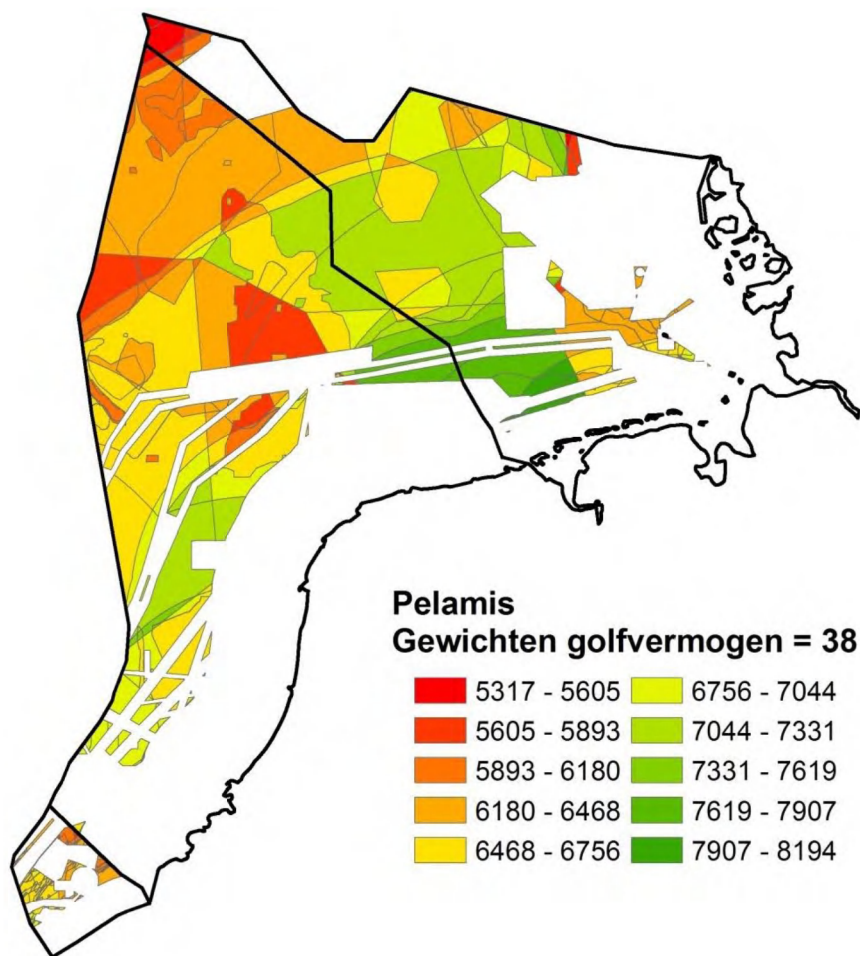 Pelamis
Gewichten golfvermogen = 38
5317 - 5605
5605 - 5893
5893 - 6180
6180 - 6468
6468 - 6756
6756 - 7044
7044 - 7331
7331 - 7619
7619 - 7907
7907 - 8194